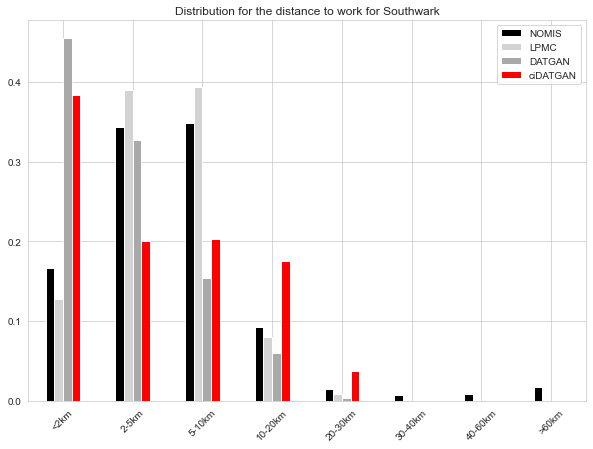 Distribution for the distance to work for Southwark
NOMIS
LPMC
DATGAN
ciDATGAN
0.4
0.3
0.2
0.1
0.0
<2km
2-5km
5-10km
10-20km
20-30km
30-40km
40-60km
>60km